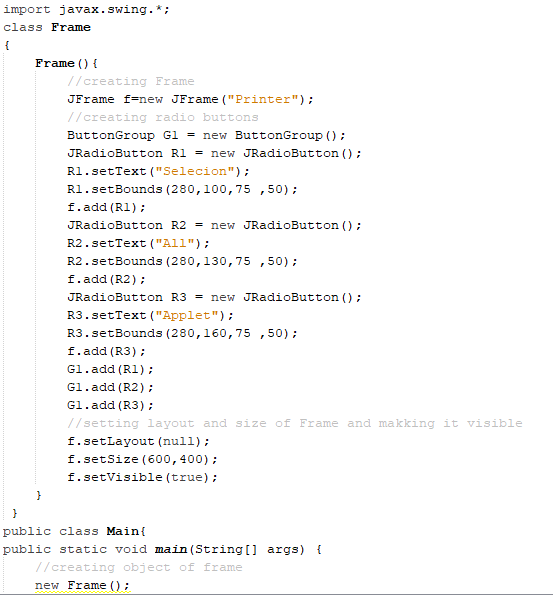 import javax.swing.*;
class Frame
{
    Frame(){
        //creating Frame
        JFrame f=new JFrame("Printer");
        //creating radio buttons
        ButtonGroup G1 = new ButtonGroup();
        JRadioButton R1 = new JRadioButton();
        R1.setText("Selecion");
        R1.setBounds(280,100,75 ,50);
        f.add(R1);
        JRadioButton R2 = new JRadioButton();
        R2.setText("All");
        R2.setBounds(280,130,75 ,50);
        f.add(R2);
        JRadioButton R3 = new JRadioButton();
        R3.setText("Applet");
        R3.setBounds(280,160,75 ,50);
        f.add(R3);
        G1.add(R1);
        G1.add(R2);
        G1.add(R3);
        //setting layout and size of Frame and makking it visible
        f.setLayout(null);
        f.setSize(600,400);
        f.setVisible(true);
    }
 }
public class Main{
public static void main(String[] args) {
    //creating object of frame
    new Frame();